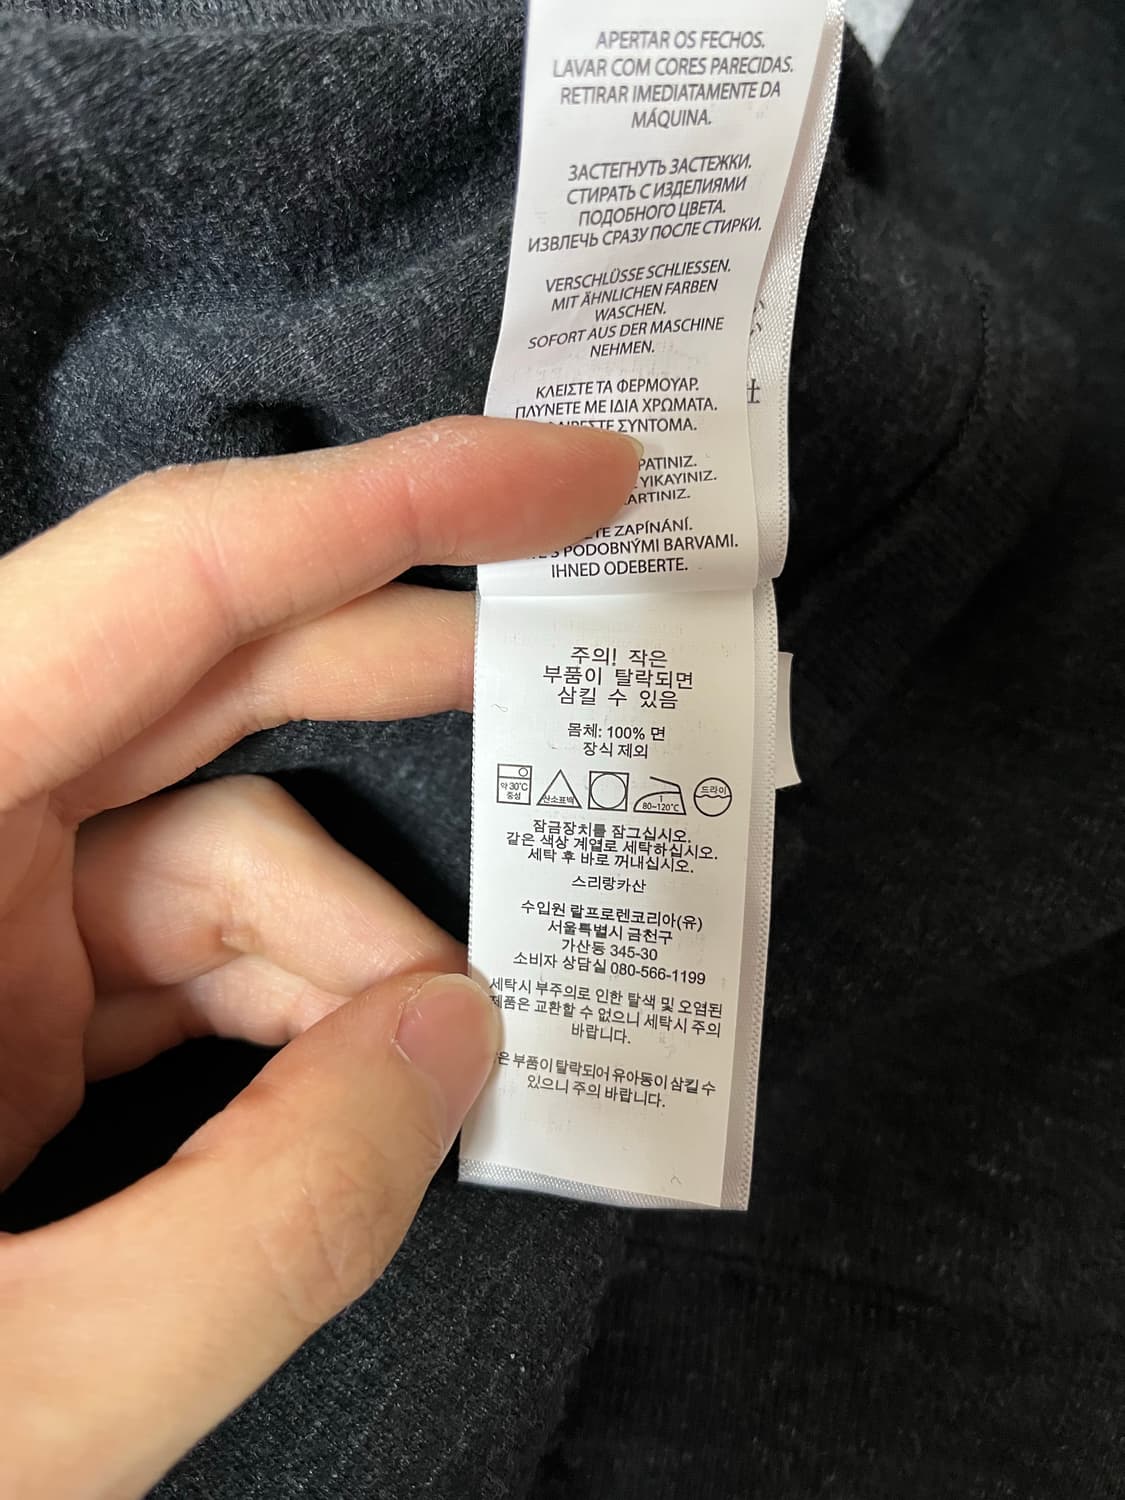 APERTAR OS FECHOS.
LAVAR COM CORES PARECIDAS.
RETIRAR IMEDIATAMENTE DA
MÁQUINA.
ЗАСТЕГНУТЬ ЗАСТЕЖКИ.
СТИРАТЬ С ИЗДЕЛИЯМИ
ПОДОБНОГО ЦВЕТА.
ИЗВЛЕЧЬ СРАЗУ ПОСЛЕ СТИРКИ.
VERSCHLÜSSE SCHLIESSEN.
MIT ÄHNLICHEN FARBEN
WASCHEN.
SOFORT AUS DER MASCHINE
NEHMEN.
ΚΛΕΙΣΤΕ ΤΑ ΦΕΡΜΟΥΑΡ.
ΠΛΥΝΕΤΕ ΜΕ ΙΔΙΑ ΧΡΩΜΑΤΑ.
ΣΥΝΤΟΜΑ.
YIKAYINIZ.
ZAPÍNÁNÍ.
S PODOBNÝMI BARVAMI.
IHNED ODEBERTE.
주의! 작은
부품이 탈락되면
삼킬 수 있음
몸체: 100% 면
장식 제외
약 30℃
중성
산소표백
80~120℃
드라이
잠금장치를 잠그십시오.
같은 색상 계열로 세탁하십시오.
세탁 후 바로 꺼내십시오.
스리랑카산
수입원 랄프로렌코리아(유)
서울특별시 금천구
가산동 345-30
소비자 상담실 080-566-1199
세탁시 부주의로 인한 탈색 및 오염된
제품은 교환할 수 없으니 세탁시 주의
바랍니다.
부품이 탈락되어 유아동이 삼킬 수
있으니 주의 바랍니다.